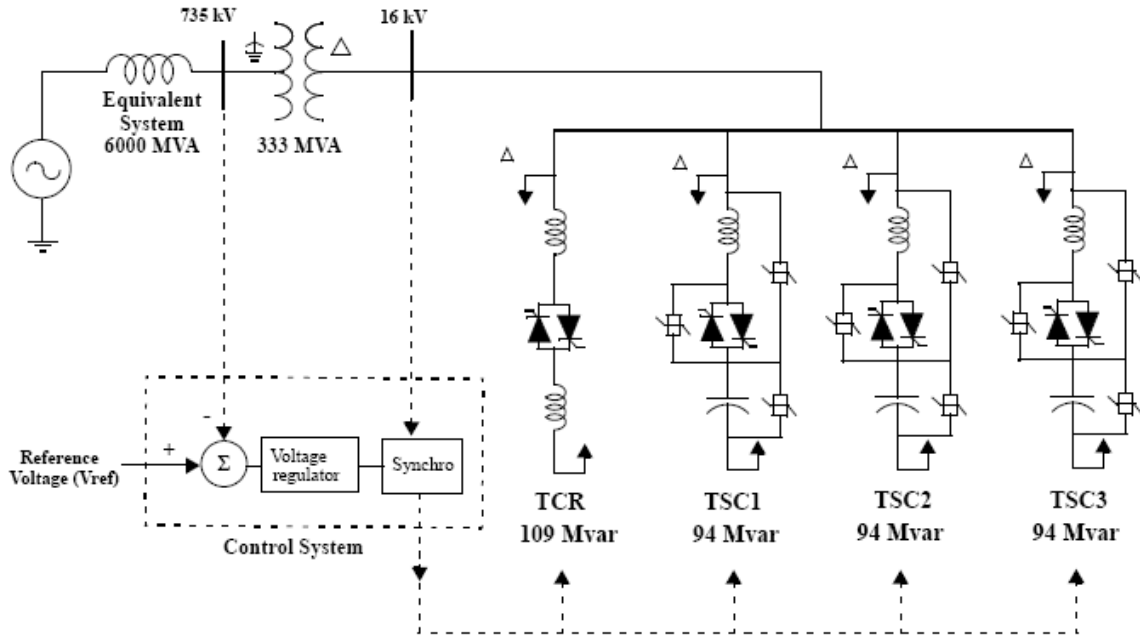 735 kV
16 kV
Equivalent
System
6000 MVA
333 MVA
Δ
Δ
Δ
Δ
Δ
-
+
Reference
Voltage (Vref)
Σ
Voltage
regulator
Synchro
Control System
TCR
109 Mvar
TSC1
94 Mvar
TSC2
94 Mvar
TSC3
94 Mvar